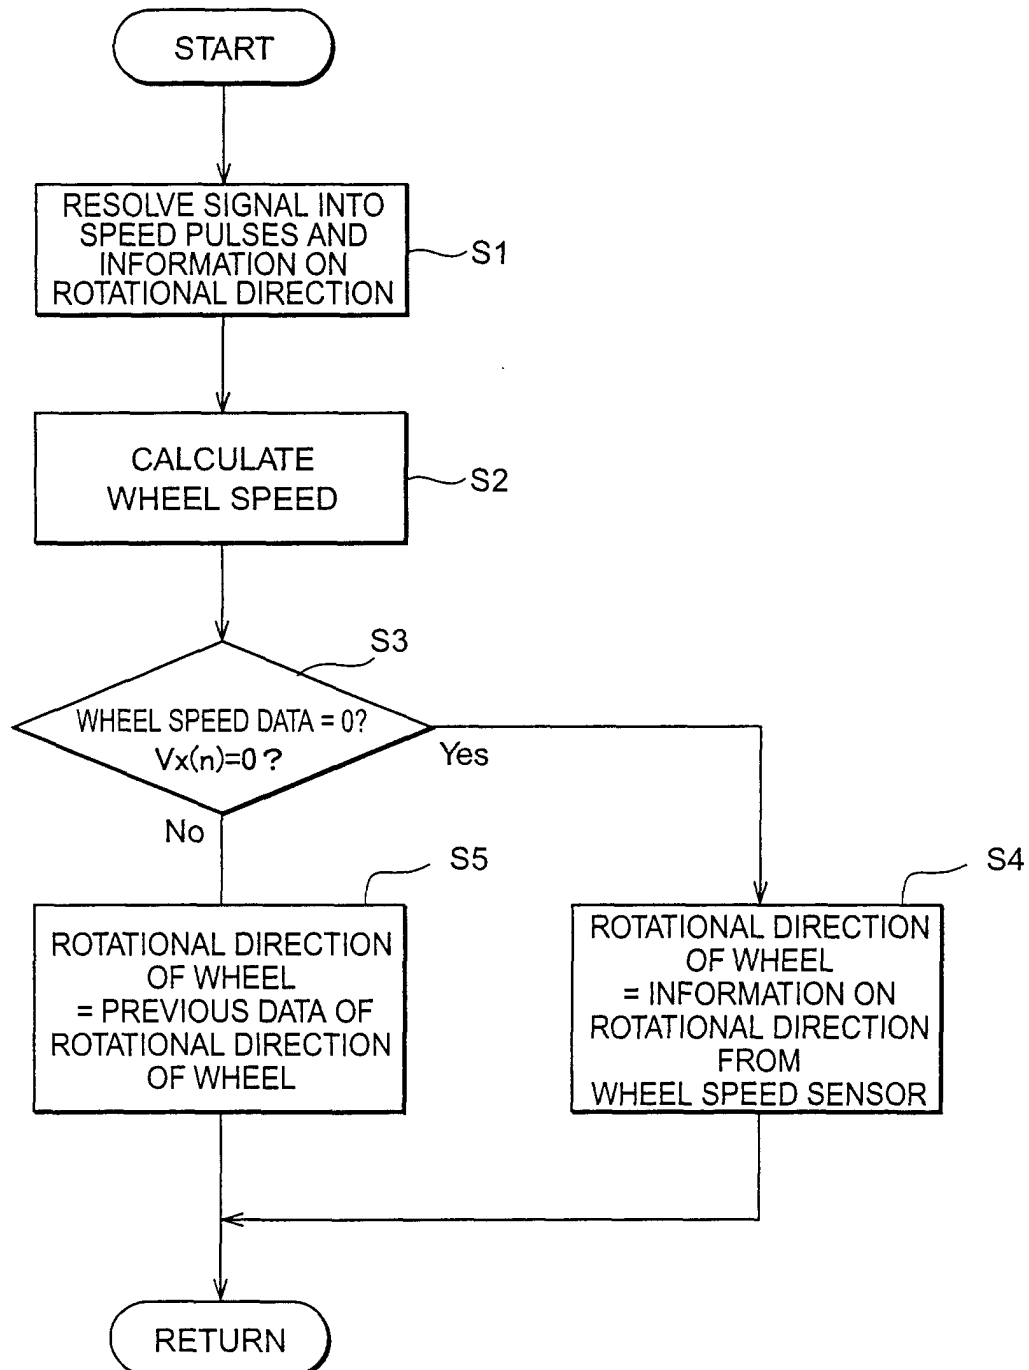 START
RESOLVE SIGNAL INTO
SPEED PULSES AND
INFORMATION ON
ROTATIONAL DIRECTION
S1
CALCULATE
WHEEL SPEED
S2
S3
WHEEL SPEED DATA = 0?
Vx(n)=0?
Yes
No
S5
ROTATIONAL DIRECTION
OF WHEEL
= PREVIOUS DATA OF
ROTATIONAL DIRECTION
OF WHEEL
S4
ROTATIONAL DIRECTION
OF WHEEL
= INFORMATION ON
ROTATIONAL DIRECTION
FROM
WHEEL SPEED SENSOR
RETURN